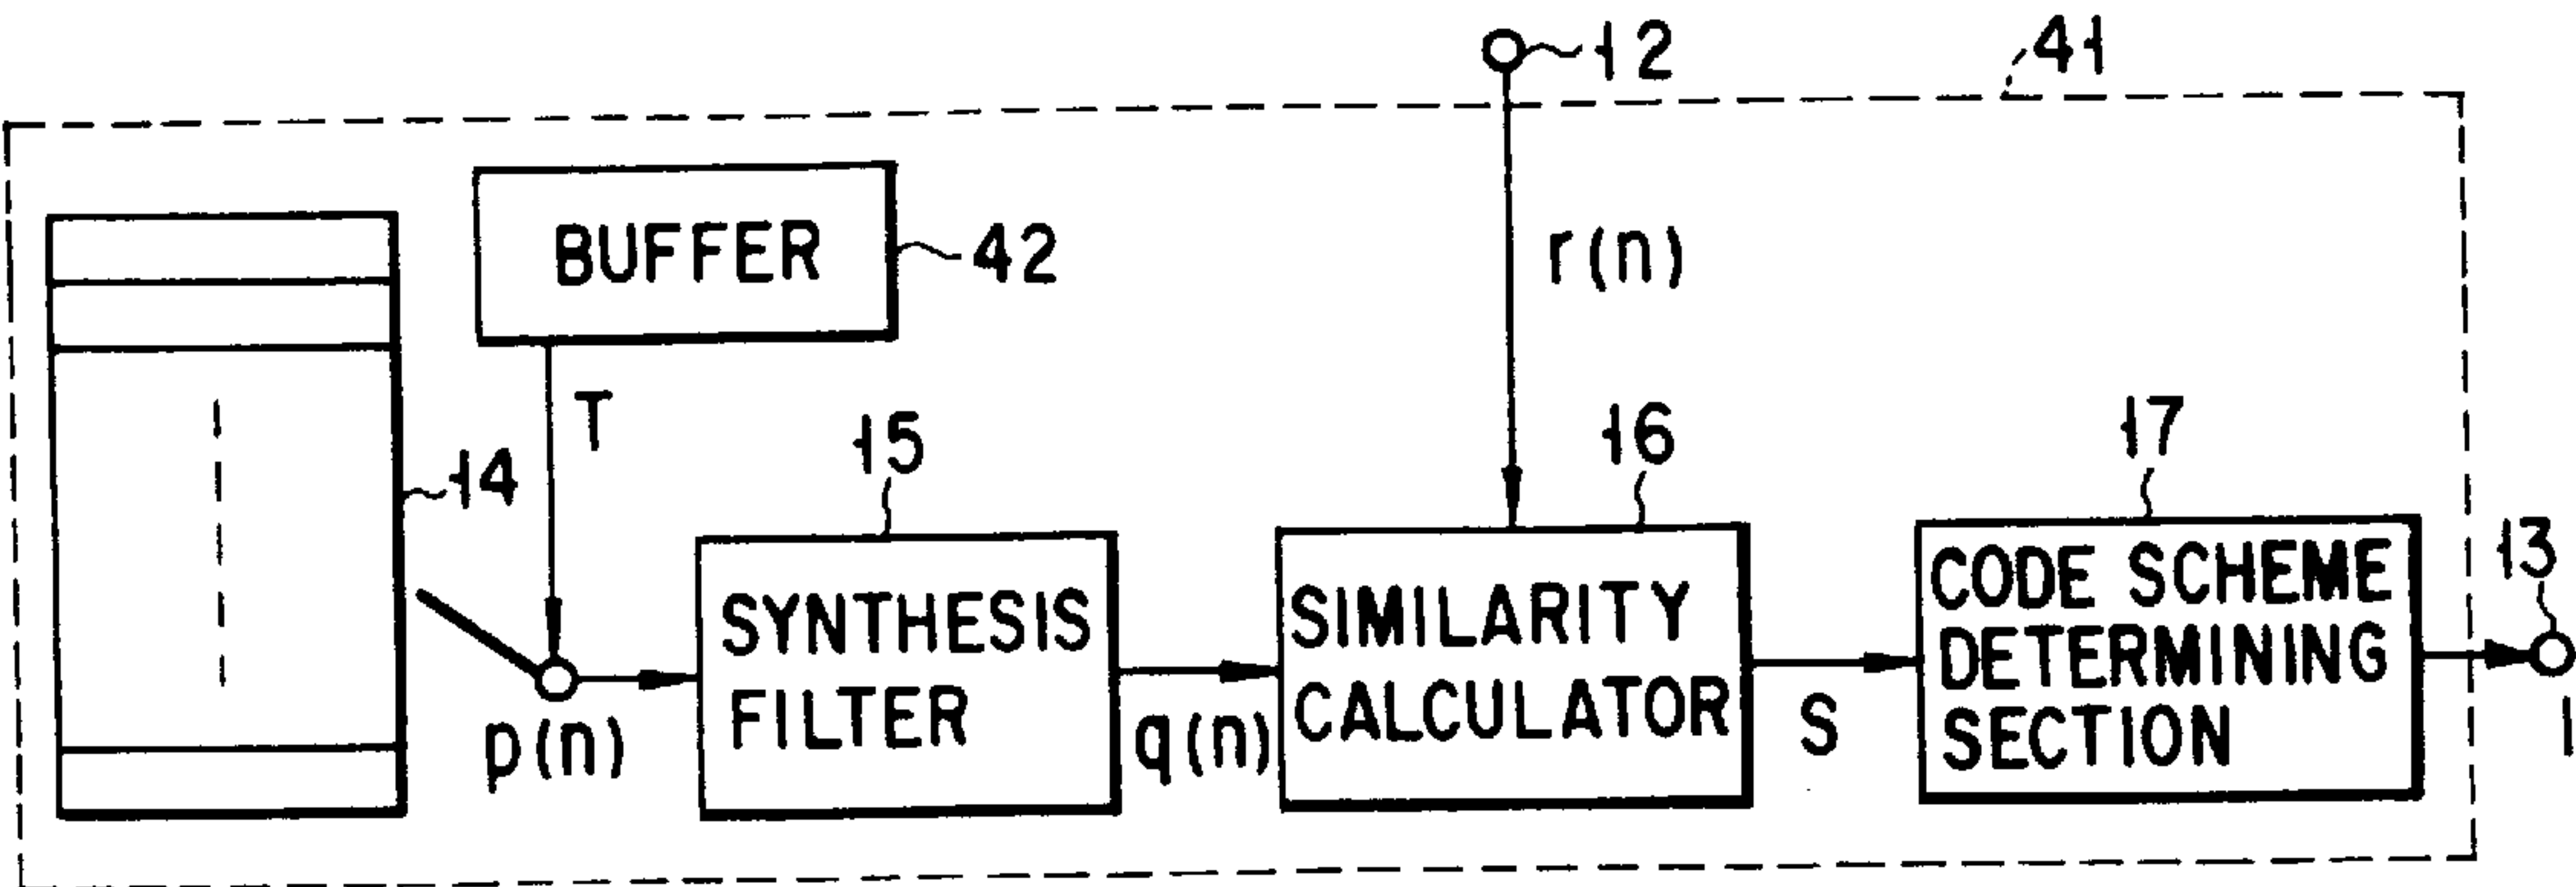 12
41
BUFFER
42
r(n)
T
14
15
16
17
13
SYNTHESIS
FILTER
SIMILARITY
CALCULATOR
CODE SCHEME
DETERMINING
SECTION
p(n)
q(n)
S
I